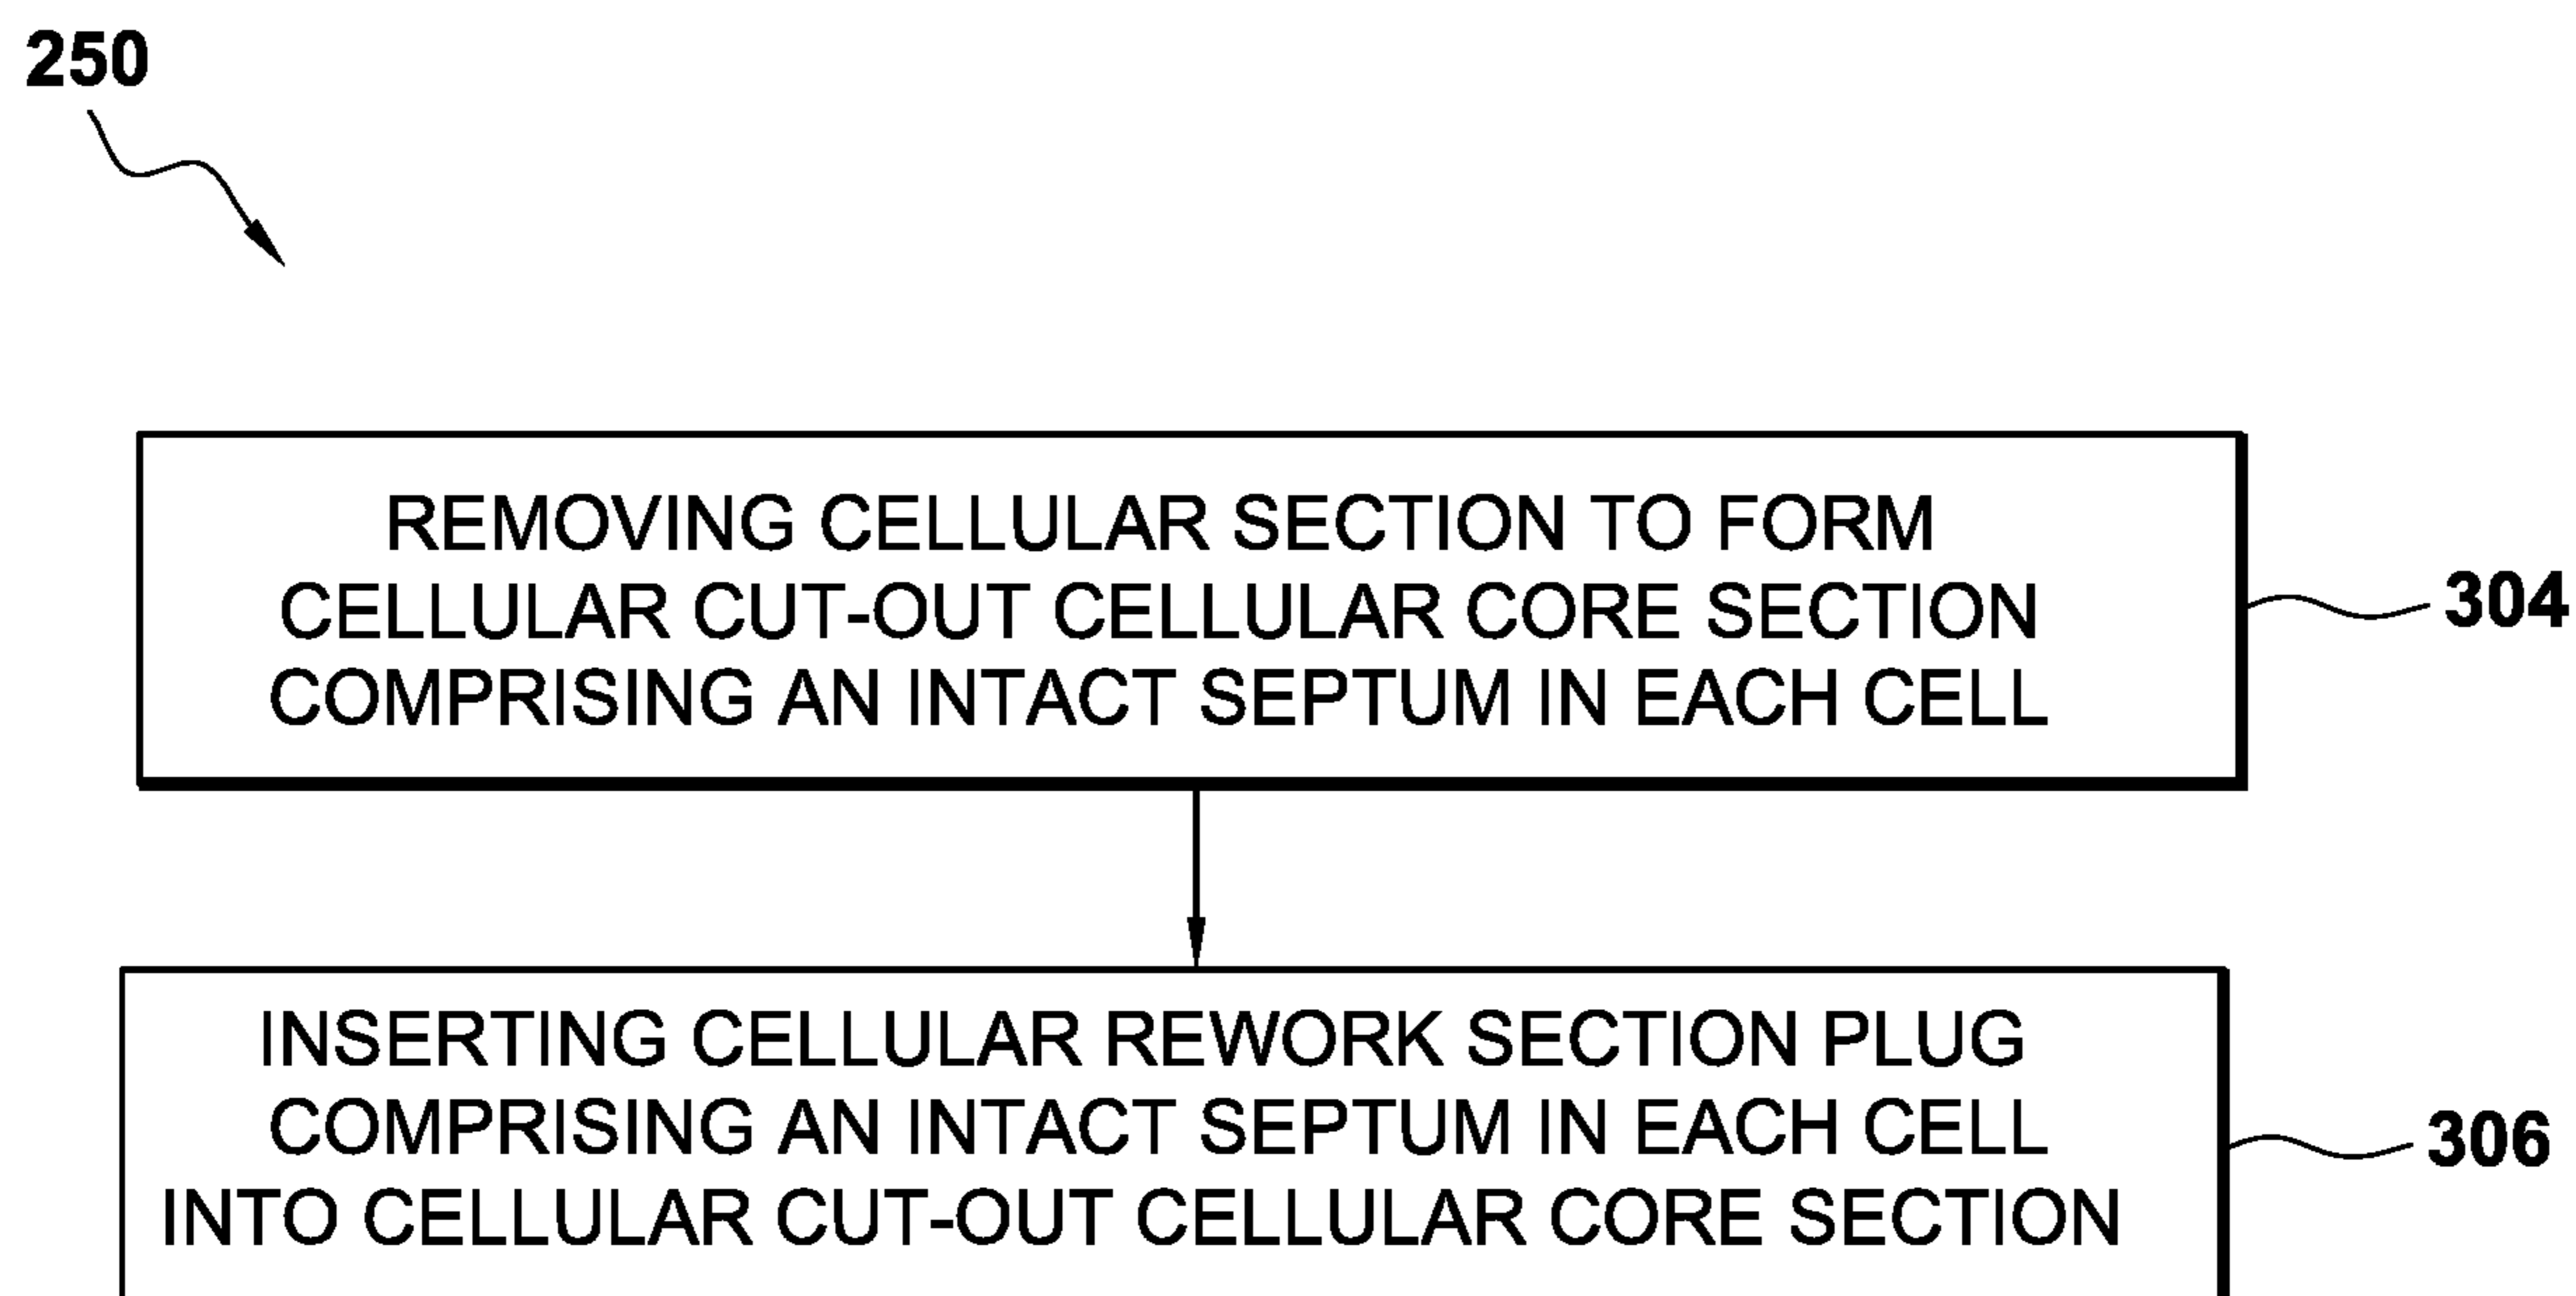 250
REMOVING CELLULAR SECTION TO FORM
CELLULAR CUT-OUT CELLULAR CORE SECTION
COMPRISING AN INTACT SEPTUM IN EACH CELL
304
INSERTING CELLULAR REWORK SECTION PLUG
COMPRISING AN INTACT SEPTUM IN EACH CELL
INTO CELLULAR CUT-OUT CELLULAR CORE SECTION
306